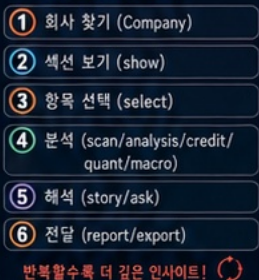 ① 회사 찾기 (Company)
② 섹션 보기 (show)
③ 항목 선택 (select)
④ 분석 (scan/analysis/credit/
quant/macro)
⑤ 해석 (story/ask)
⑥ 전달 (report/export)
반복할수록 더 깊은 인사이트!